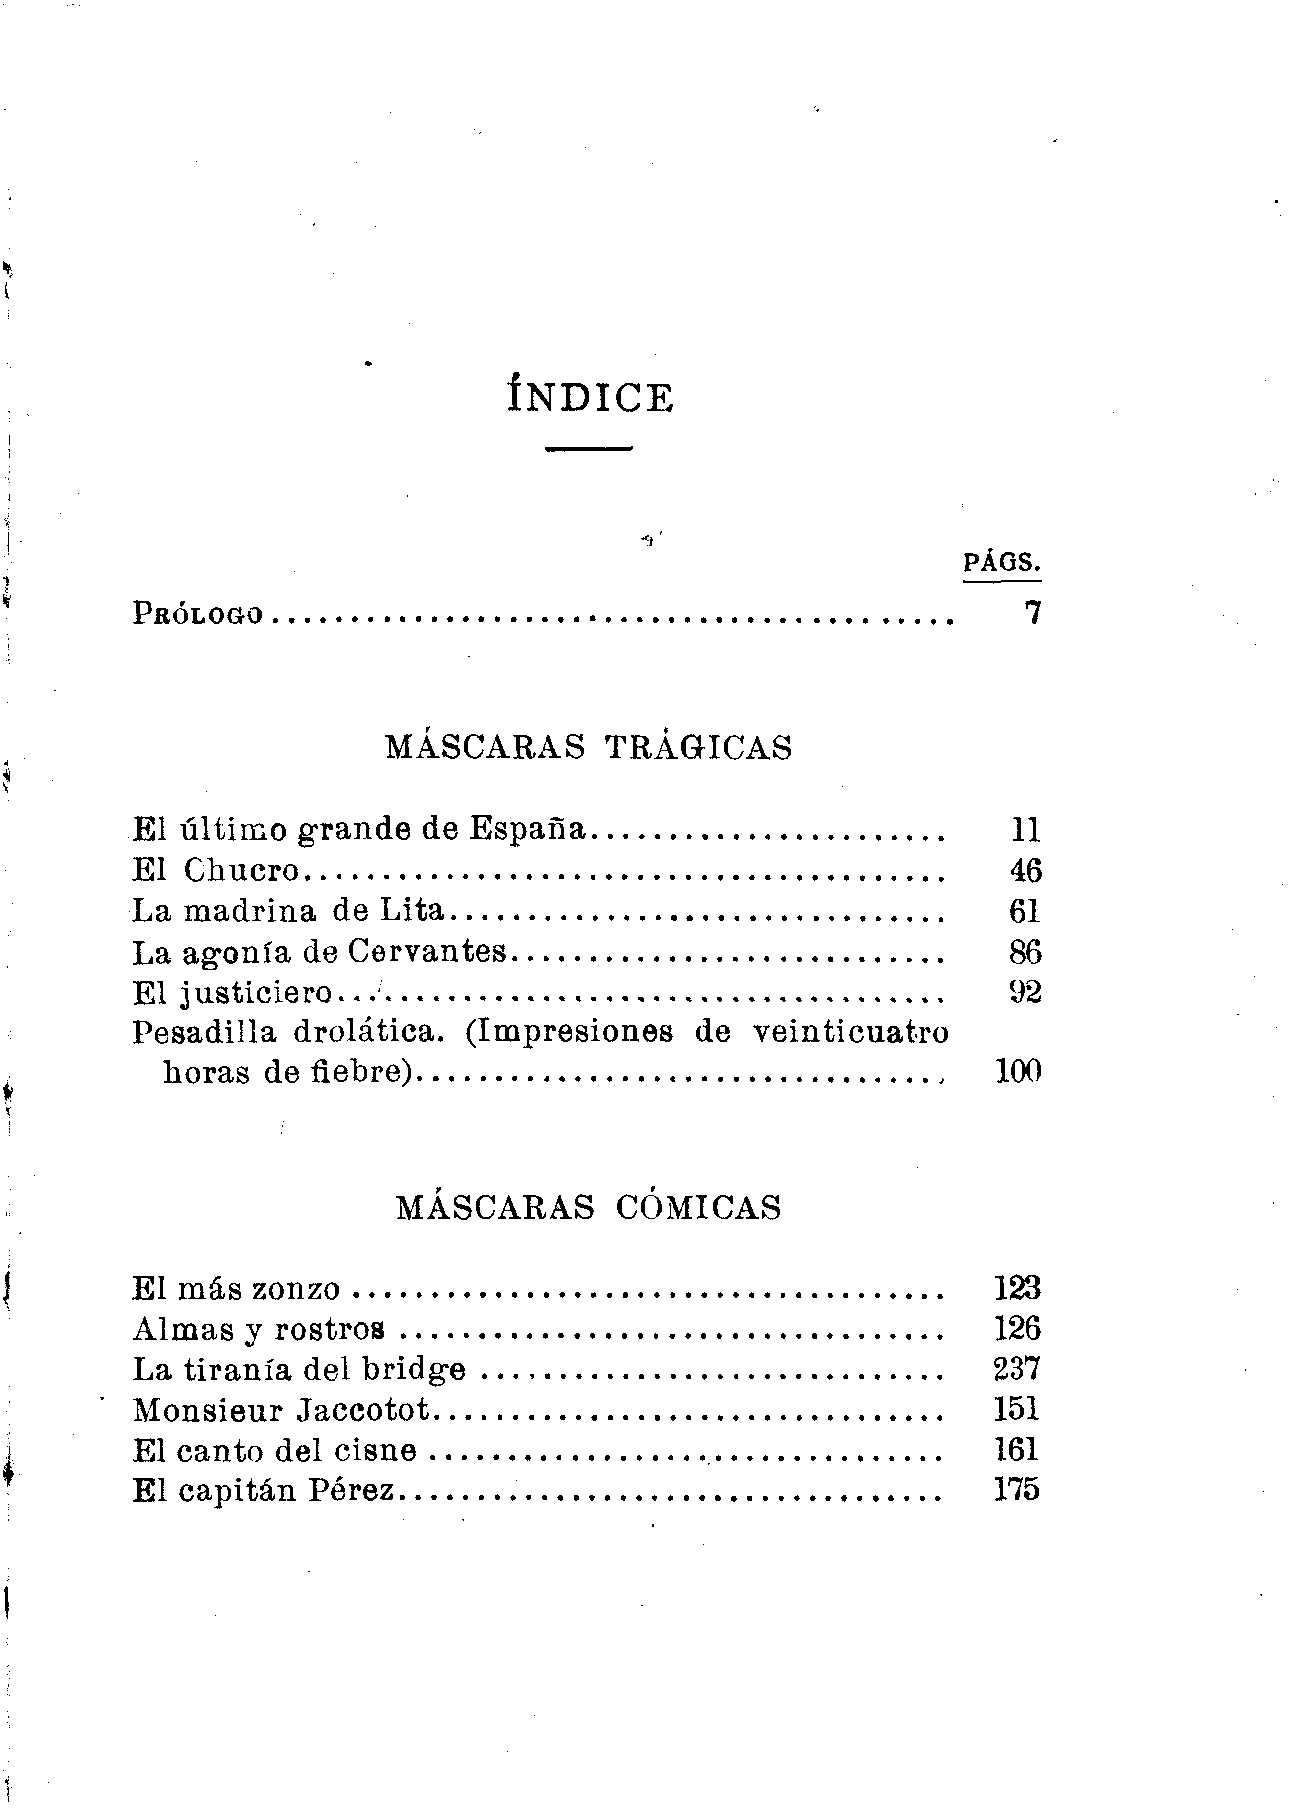 ÍNDICE
PÁGS.
PRÓLOGO............................................ 7
MÁSCARAS TRÁGICAS
El último grande de España....................... 11
El Chucro......................................... 46
La madrina de Lita................................ 61
La agonía de Cervantes............................ 86
El justiciero...................................... 92
Pesadilla drolática. (Impresiones de veinticuatro
horas de fiebre).................................. 100
MÁSCARAS CÓMICAS
El más zonzo ...................................... 123
Almas y rostros ................................... 126
La tiranía del bridge .............................. 237
Monsieur Jaccotot................................. 151
El canto del cisne ................................. 161
El capitán Pérez................................... 175